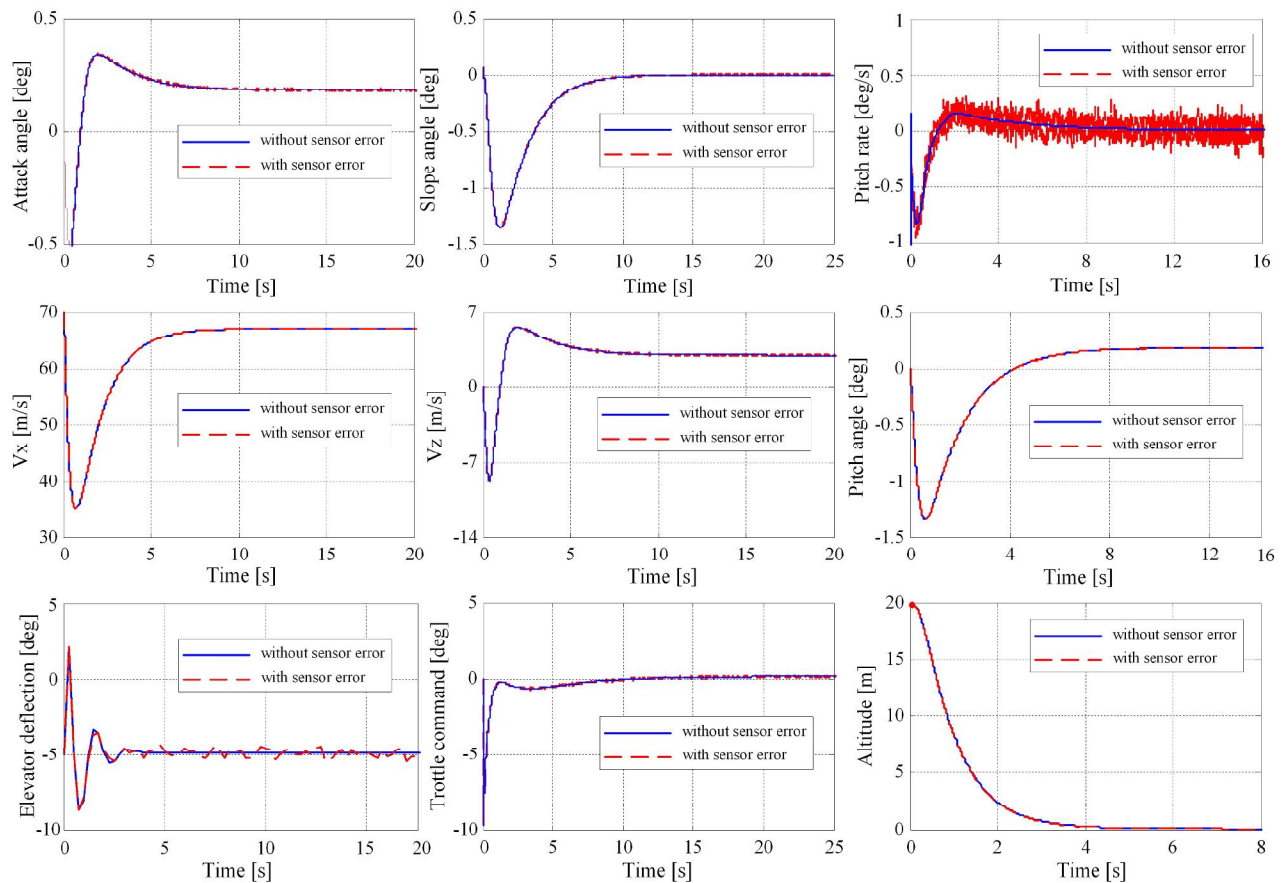 0.5
0
-0.5
Attack angle [deg]
without sensor error
with sensor error
0 5 10 15 20
Time [s]
0.5
0
-0.5
-1
-1.5
Slope angle [deg]
without sensor error
with sensor error
0 5 10 15 20 25
Time [s]
1
0.5
0
-0.5
-1
Pitch rate [deg/s]
without sensor error
with sensor error
0 4 8 12 16
Time [s]
70
60
50
40
30
Vx [m/s]
without sensor error
with sensor error
0 5 10 15 20
Time [s]
7
0
-7
-14
Vz [m/s]
without sensor error
with sensor error
0 5 10 15 20 25
Time [s]
0.5
0
-0.5
-1
-1.5
Pitch angle [deg]
without sensor error
with sensor error
0 4 8 12 16
Time [s]
5
0
-5
-10
Elevator deflection [deg]
without sensor error
with sensor error
0 5 10 15 20
Time [s]
5
0
-5
-10
Trottle command [deg]
without sensor error
with sensor error
0 5 10 15 20 25
Time [s]
20
15
10
5
0
Altitude [m]
without sensor error
with sensor error
0 2 4 6 8
Time [s]